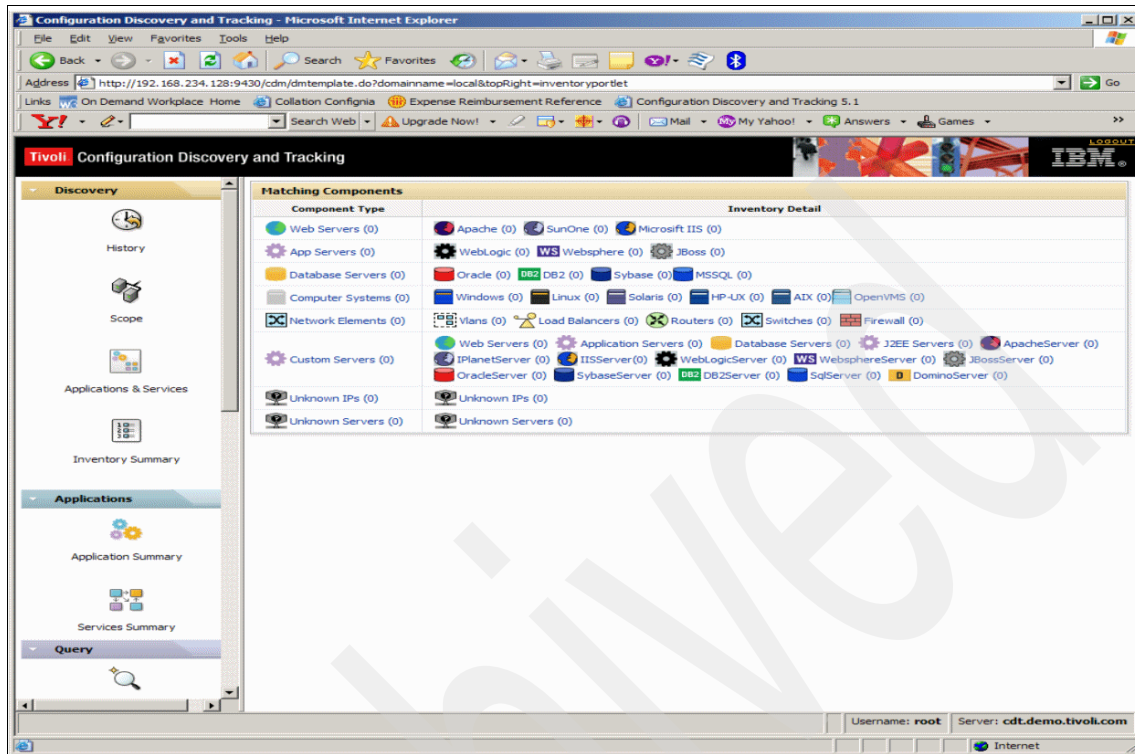 Configuration Discovery and Tracking - Microsoft Internet Explorer
File Edit View Favorites Tools Help
Back Search Favorites
Address http://192.168.234.128:9430/cdm/dmtemplate.do?domainname=local&topRight=inventoryportlet Go
Links On Demand Workplace Home Collation Confignia Expense Reimbursement Reference Configuration Discovery and Tracking 5.1
Y! Search Web Upgrade Now! Mail My Yahoo! Answers Games »
Tivoli Configuration Discovery and Tracking LOGOUT
IBM®
Discovery
History
Scope
Applications & Services
Inventory Summary
Applications
Application Summary
Services Summary
Query
Matching Components
Component Type Inventory Detail
Web Servers (0) Apache (0) SunOne (0) Microsift IIS (0)
App Servers (0) WebLogic (0) WS Websphere (0) JBoss (0)
Database Servers (0) Oracle (0) DB2 DB2 (0) Sybase (0) MSSQL (0)
Computer Systems (0) Windows (0) Linux (0) Solaris (0) HP-UX (0) AIX (0) OpenVMS (0)
Network Elements (0) Vlans (0) Load Balancers (0) Routers (0) Switches (0) Firewall (0)
Custom Servers (0) Web Servers (0) Application Servers (0) Database Servers (0) J2EE Servers (0) ApacheServer (0)
IPlanetServer (0) IISServer(0) WebLogicServer (0) WS WebsphereServer (0) JBossServer (0)
OracleServer (0) SybaseServer (0) DB2 DB2Server (0) SqlServer (0) D DominoServer (0)
Unknown IPs (0) Unknown IPs (0)
Unknown Servers (0) Unknown Servers (0)
Username: root Server: cdt.demo.tivoli.com
Internet
hived